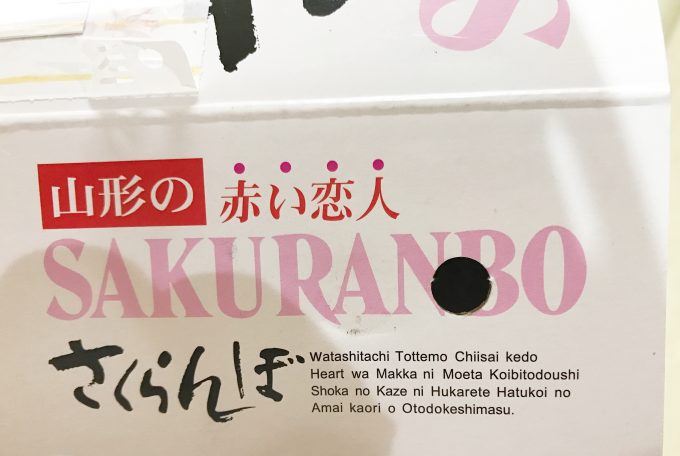 山形の 赤い恋人
SAKURANBO
さくらんぼ
Watashitachi Tottemo Chiisai kedo
Heart wa Makka ni Moeta Koibitodoushi
Shoka no Kaze ni Hukarete Hatukoi no
Amai kaori o Otodokeshimasu.